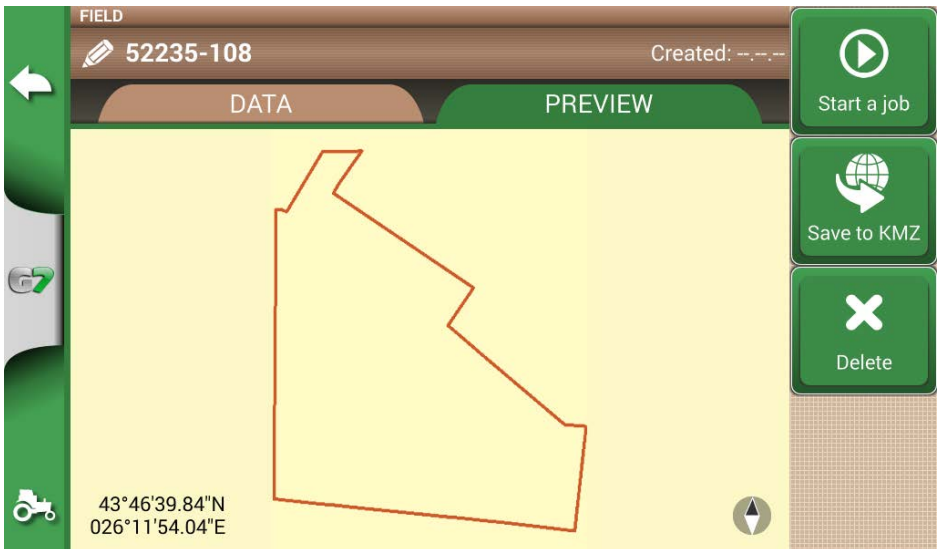 FIELD
52235-108
Created: --.--.--
DATA
PREVIEW
Start a job
Save to KMZ
Delete
G7
43°46'39.84"N
026°11'54.04"E